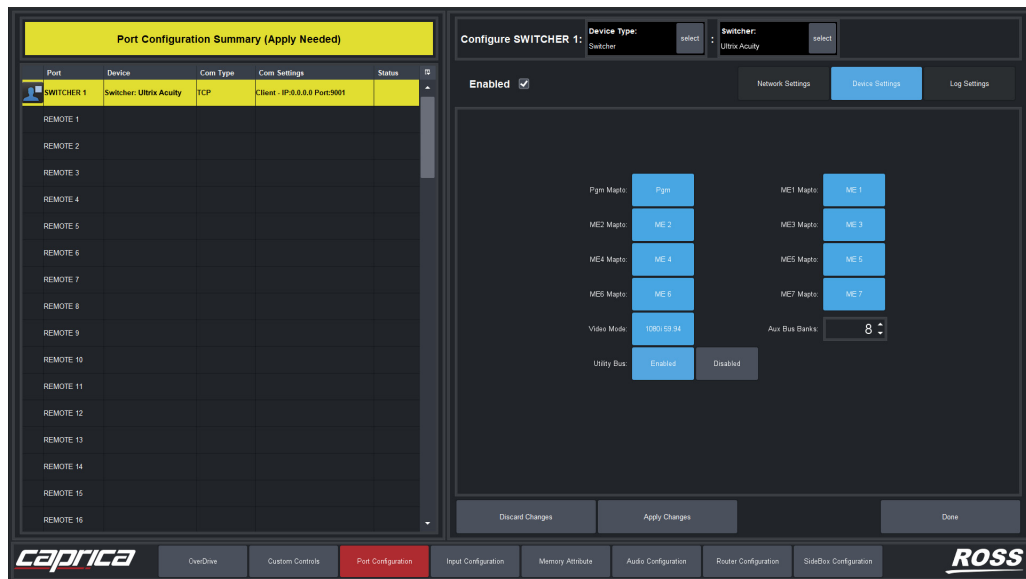 Port Configuration Summary (Apply Needed)
Port Device Com Type Com Settings Status
SWITCHER 1 Switcher: Ultrix Acuity TCP Client - IP:0.0.0.0 Port:9001
REMOTE 1
REMOTE 2
REMOTE 3
REMOTE 4
REMOTE 5
REMOTE 6
REMOTE 7
REMOTE 8
REMOTE 9
REMOTE 10
REMOTE 11
REMOTE 12
REMOTE 13
REMOTE 14
REMOTE 15
REMOTE 16
Configure SWITCHER 1: Device Type: Switcher select : Switcher: Ultrix Acuity select
Enabled Network Settings Device Settings Log Settings
Pgm Mapto: Pgm ME1 Mapto: ME 1
ME2 Mapto: ME 2 ME3 Mapto: ME 3
ME4 Mapto: ME 4 ME5 Mapto: ME 5
ME6 Mapto: ME 6 ME7 Mapto: ME 7
Video Mode: 1080i 59.94 Aux Bus Banks: 8
Utility Bus: Enabled Disabled
Discard Changes Apply Changes Done
caprica OverDrive Custom Controls Port Configuration Input Configuration Memory Attribute Audio Configuration Router Configuration SideBox Configuration ROSS